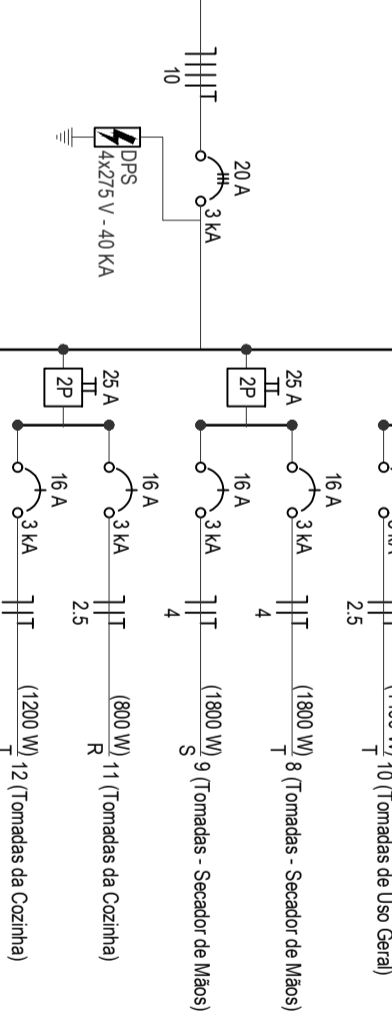 10
20 A
3 kA
DPS
4x275 V - 40 KA
25 A
2P
25 A
2P
2.5
T
10 (Tomadas de Uso Geral)
16 A
3 kA
4
(1800 W)
T
8 (Tomadas - Secador de Mãos)
16 A
3 kA
4
(1800 W)
S
9 (Tomadas - Secador de Mãos)
16 A
3 kA
2.5
(800 W)
R
11 (Tomadas da Cozinha)
16 A
3 kA
(1200 W)
T
12 (Tomadas da Cozinha)